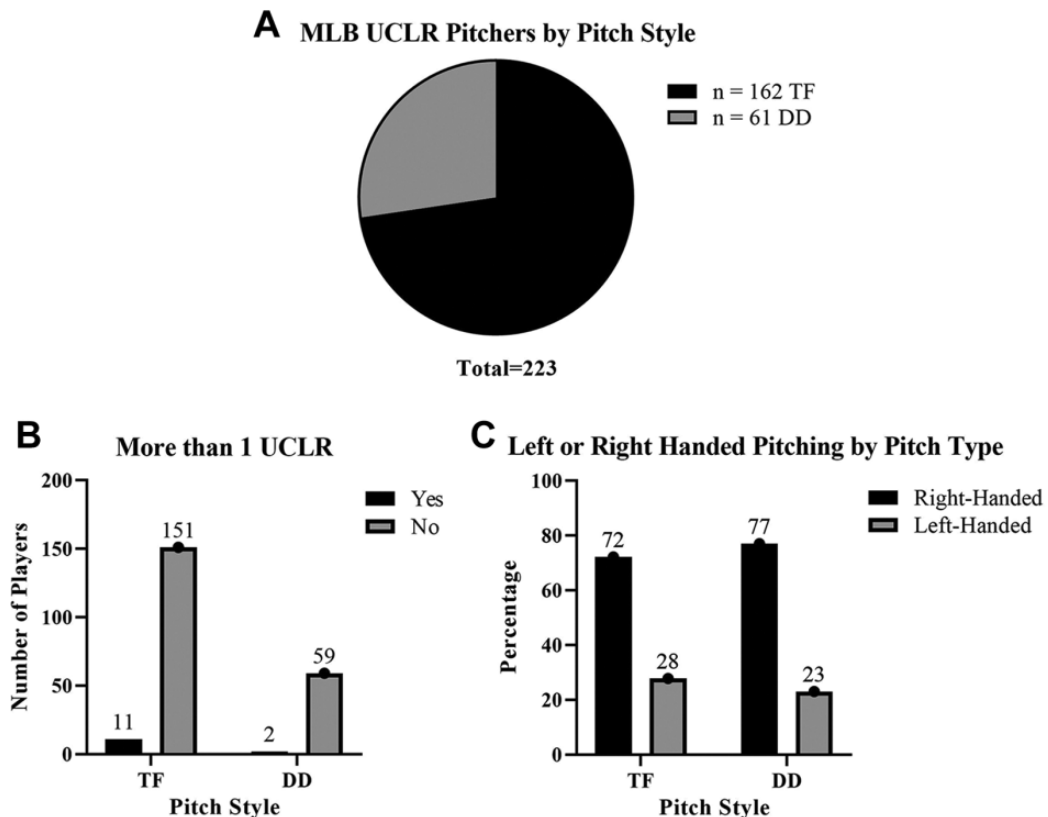 A MLB UCLR Pitchers by Pitch Style
n = 162 TF
n = 61 DD
Total=223
B More than 1 UCLR
Yes
No
Number of Players
200
150
100
50
0
11
151
2
59
TF
DD
Pitch Style
C Left or Right Handed Pitching by Pitch Type
Right-Handed
Left-Handed
Percentage
100
80
60
40
20
0
72
28
77
23
TF
DD
Pitch Style